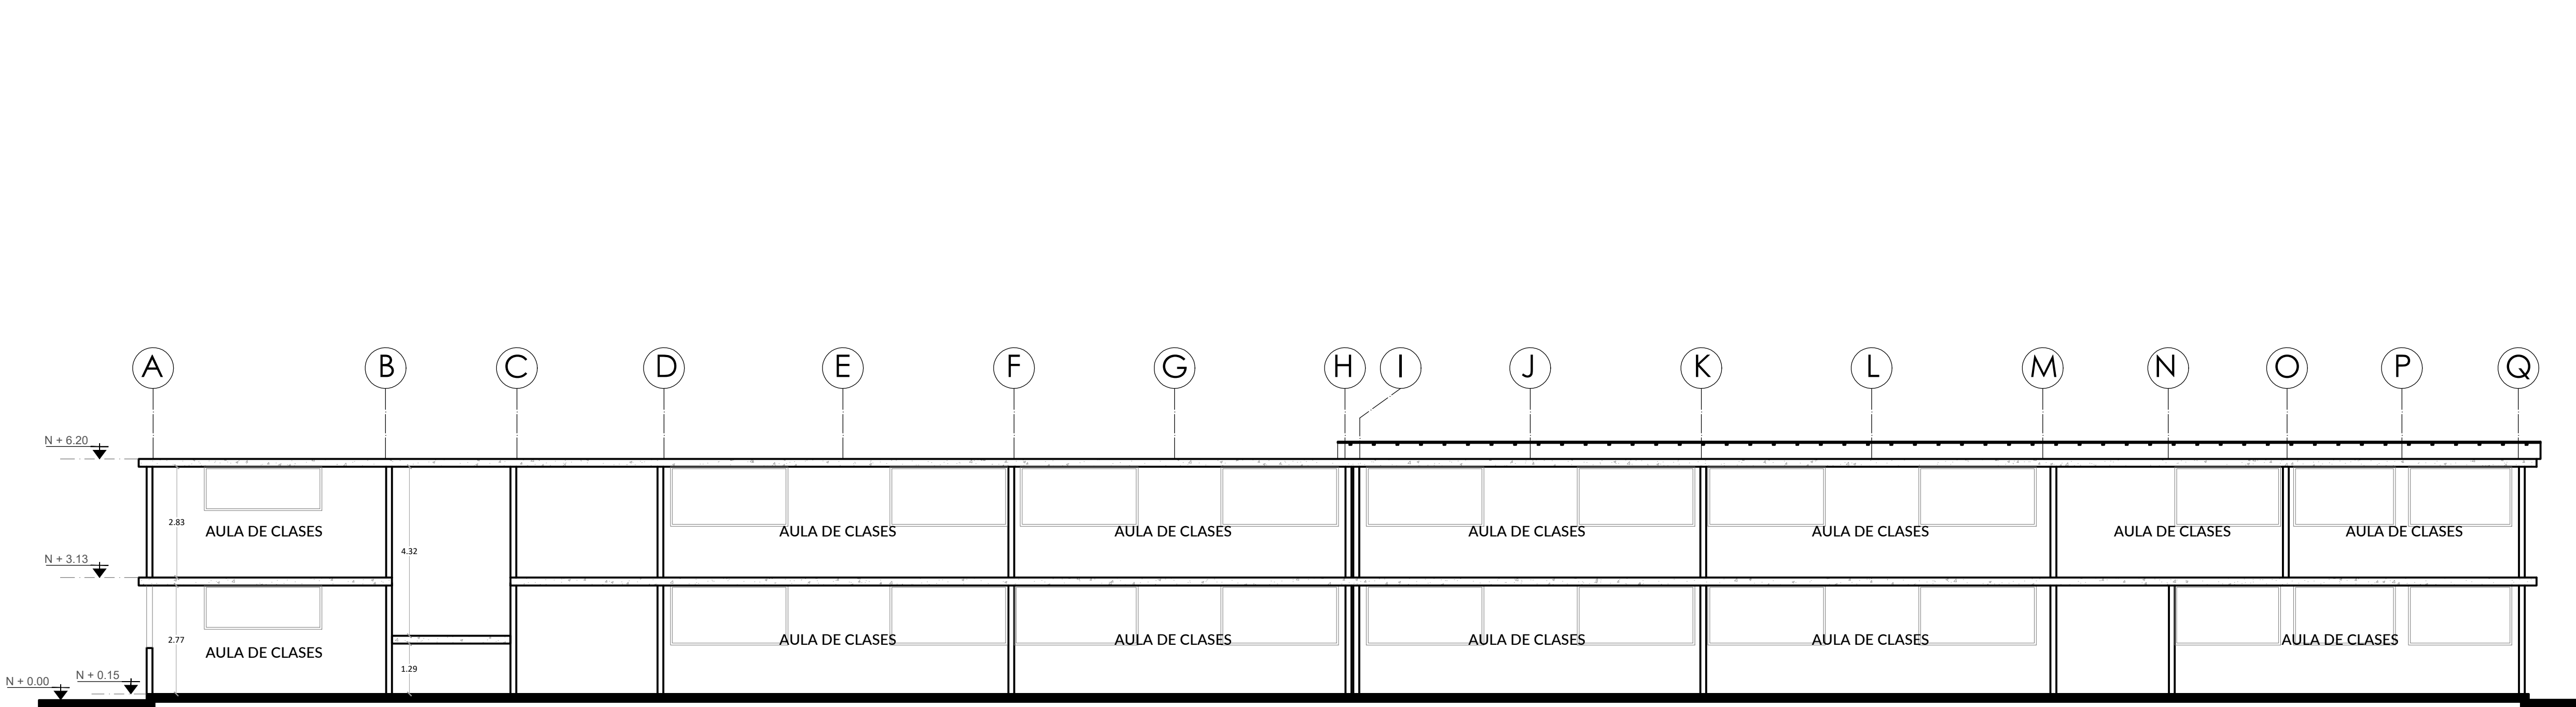 A B C D E F G H I J K L M N O P Q
N + 6.20
2.83
AULA DE CLASES AULA DE CLASES AULA DE CLASES AULA DE CLASES AULA DE CLASES AULA DE CLASES AULA DE CLASES
4.32
N + 3.13
2.77
AULA DE CLASES AULA DE CLASES AULA DE CLASES AULA DE CLASES AULA DE CLASES AULA DE CLASES
1.29
N + 0.15
N + 0.00